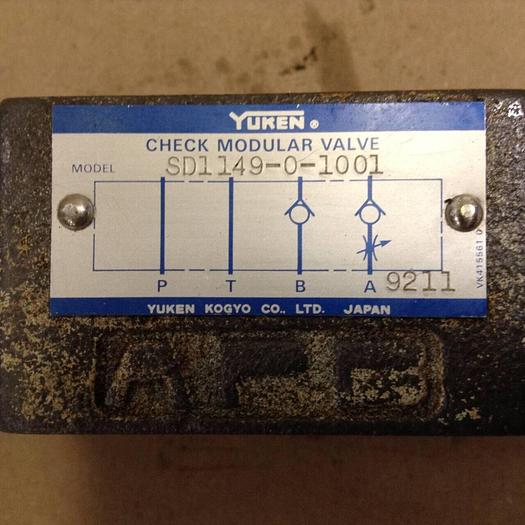 YUKEN ®
CHECK MODULAR VALVE
MODEL SD1149-0-1001
P T B A 9211
YUKEN KOGYO CO., LTD. JAPAN